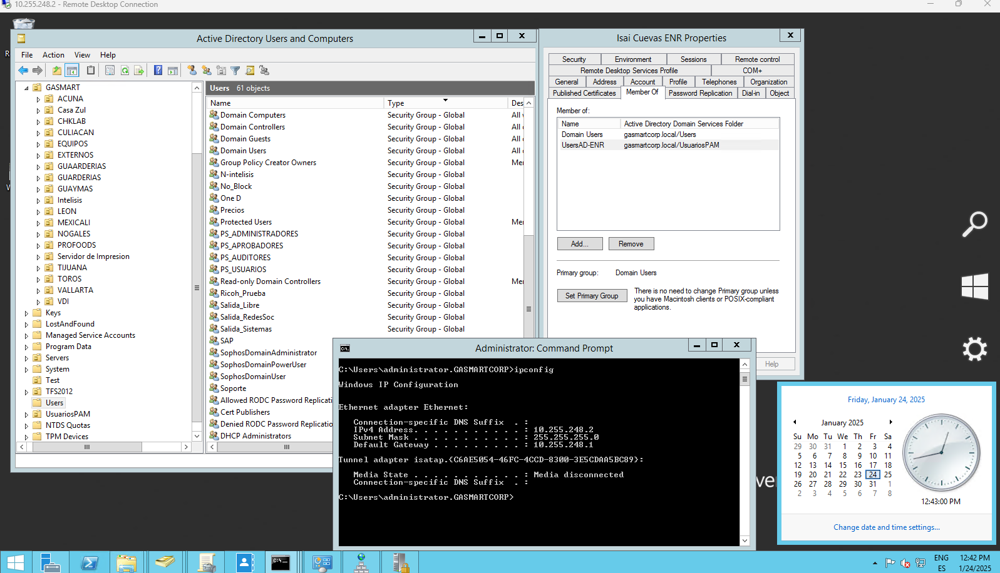 10.255.248.2 - Remote Desktop Connection
Active Directory Users and Computers
File Action View Help
GASMART
ACUNA
Casa Zul
CHKLAB
CULIACAN
EQUIPOS
EXTERNOS
GUAARDERIAS
GUARDERIAS
GUAYMAS
Intelisis
LEON
MEXICALI
NOGALES
PROFOODS
Servidor de Impresion
TIJUANA
TOROS
VALLARTA
VDI
Keys
LostAndFound
Managed Service Accounts
Program Data
Servers
System
Test
TFS2012
Users
UsuariosPAM
NTDS Quotas
TPM Devices
Users 61 objects
Name Type Des
Domain Computers Security Group - Global All
Domain Controllers Security Group - Global All
Domain Guests Security Group - Global All
Domain Users Security Group - Global All
Group Policy Creator Owners Security Group - Global Me
N-intelisis Security Group - Global
No_Block Security Group - Global
One D Security Group - Global
Precios Security Group - Global
Protected Users Security Group - Global Me
PS_ADMINISTRADORES Security Group - Global
PS_APROBADORES Security Group - Global
PS_AUDITORES Security Group - Global
PS_USUARIOS Security Group - Global
Read-only Domain Controllers Security Group - Global Me
Ricoh_Prueba Security Group - Global
Salida_Libre Security Group - Global
Salida_RedesSoc Security Group - Global
Salida_Sistemas Security Group - Global
SAP
SophosDomainAdministrator
SophosDomainPowerUser
SophosDomainUser
Soporte
Allowed RODC Password Replicati
Cert Publishers
Denied RODC Password Replicatio
DHCP Administrators
Isai Cuevas ENR Properties
Security Environment Sessions Remote control
Remote Desktop Services Profile COM+
General Address Account Profile Telephones Organization
Published Certificates Member Of Password Replication Dial-in Object
Member of:
Name Active Directory Domain Services Folder
Domain Users gasmartcorp.local/Users
UsersAD-ENR gasmartcorp.local/UsuariosPAM
Add... Remove
Primary group: Domain Users
Set Primary Group
There is no need to change Primary group unless
you have Macintosh clients or POSIX-compliant
applications.
Help
Administrator: Command Prompt
C:\Users\administrator.GASMARTCORP>ipconfig
Windows IP Configuration
Ethernet adapter Ethernet:
Connection-specific DNS Suffix . :
IPv4 Address. . . . . . . . . . . : 10.255.248.2
Subnet Mask . . . . . . . . . . . : 255.255.255.0
Default Gateway . . . . . . . . . : 10.255.248.1
Tunnel adapter isatap.{C6AE5054-46FC-4CCD-8300-3E5CDAA5BC89}:
Media State . . . . . . . . . . . : Media disconnected
Connection-specific DNS Suffix . :
C:\Users\administrator.GASMARTCORP>
ver
Friday, January 24, 2025
January 2025
Su Mo Tu We Th Fr Sa
29 30 31 1 2 3 4
5 6 7 8 9 10 11
12 13 14 15 16 17 18
19 20 21 22 23 24 25
26 27 28 29 30 31 1
2 3 4 5 6 7 8
12:43:00 PM
Change date and time settings...
ENG
ES
12:42 PM
1/24/2025